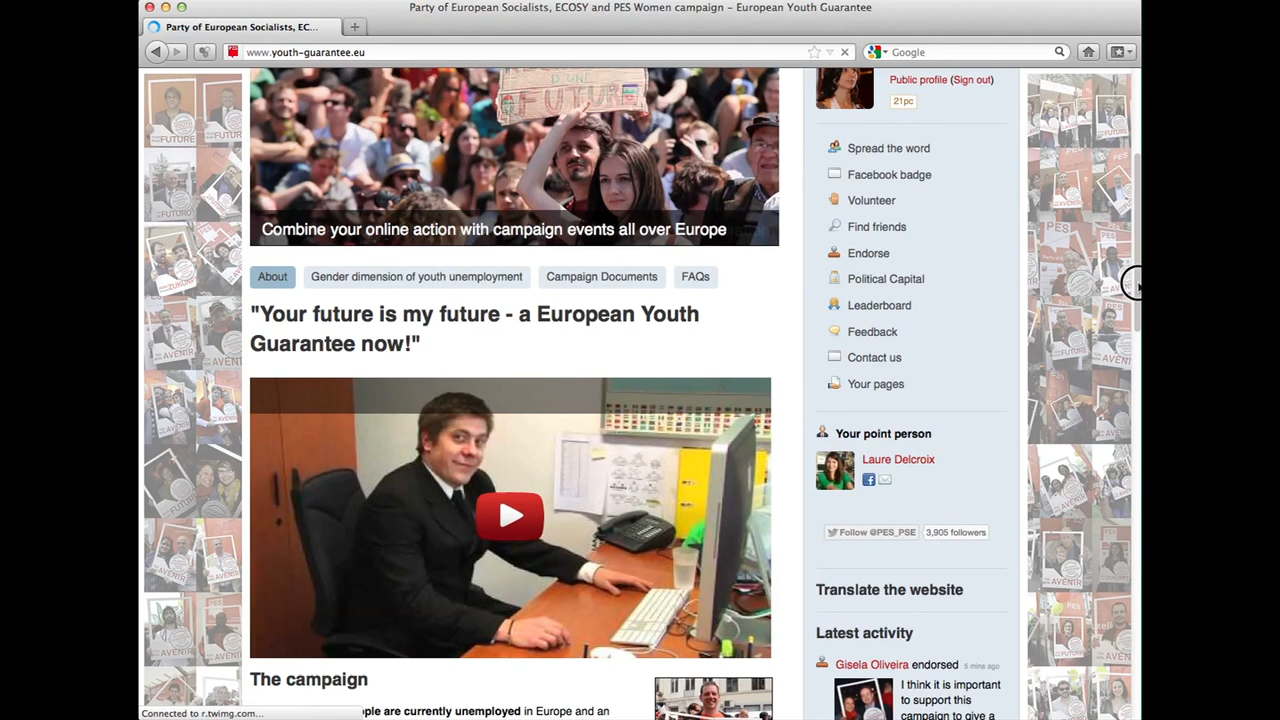 Party of European Socialists, ECOSY and PES Women campaign – European Youth Guarantee
Party of European Socialists, EC...
www.youth-guarantee.eu
Google
D'UNE
FUTUR
Combine your online action with campaign events all over Europe
About
Gender dimension of youth unemployment
Campaign Documents
FAQs
"Your future is my future - a European Youth
Guarantee now!"
The campaign
ple are currently unemployed in Europe and an
Public profile (Sign out)
21pc
Spread the word
Facebook badge
Volunteer
Find friends
Endorse
Political Capital
Leaderboard
Feedback
Contact us
Your pages
Your point person
Laure Delcroix
Follow @PES_PSE
3,905 followers
Translate the website
Latest activity
Gisela Oliveira endorsed 5 mins ago
I think it is important
to support this
campaign to give a
Connected to r.twimg.com...